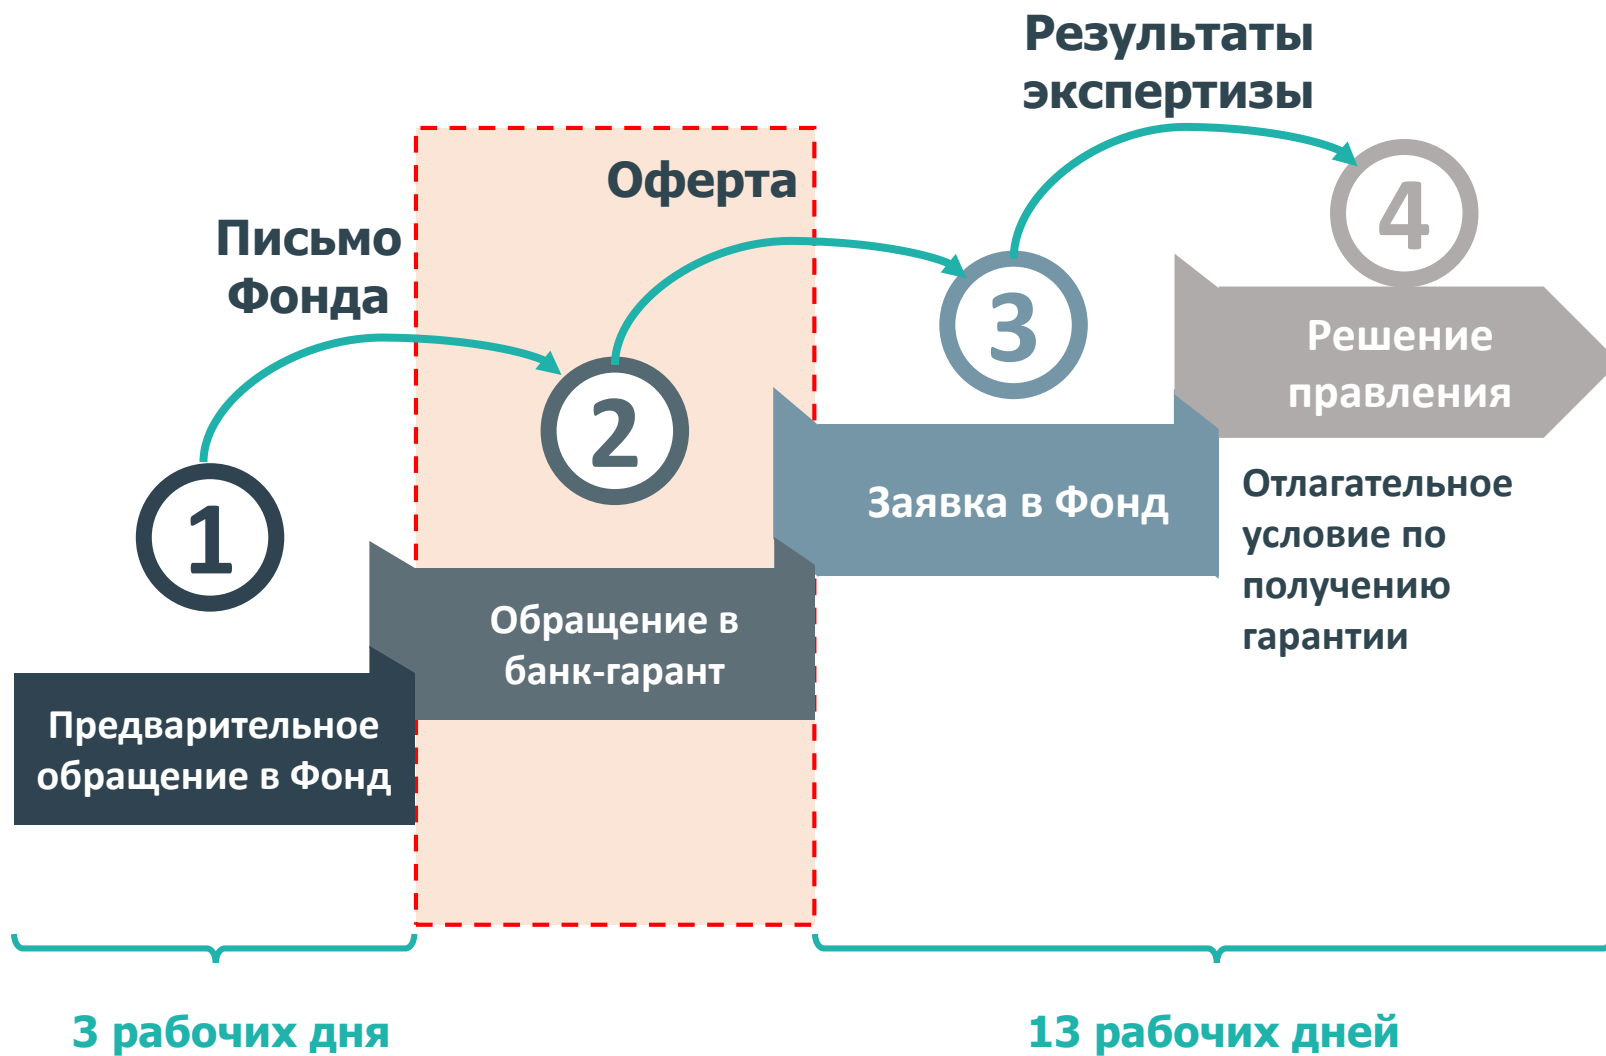 Результаты
экспертизы
Оферта
Письмо
Фонда
4
3
2
1
Решение
правления
Заявка в Фонд
Отлагательное
условие по
получению
гарантии
Обращение в
банк-гарант
Предварительное
обращение в Фонд
3 рабочих дня
13 рабочих дней